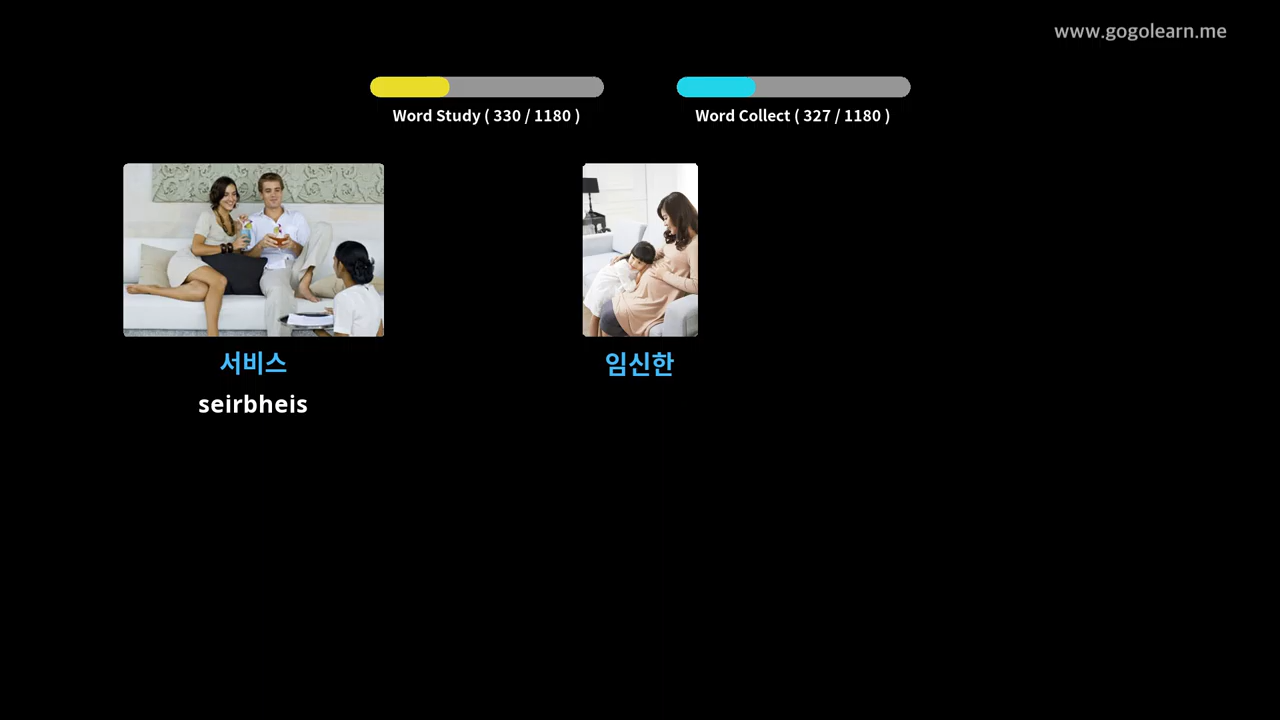 www.gogolearn.me
Word Study ( 330 / 1180 )
Word Collect ( 327 / 1180 )
서비스
seirbheis
임신한